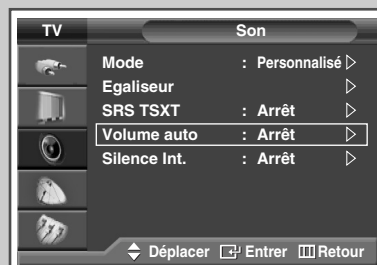 TV Son
Mode : Personnalisé
Egaliseur
SRS TSXT : Arrêt
Volume auto : Arrêt
Silence Int. : Arrêt
Déplacer Entrer Retour